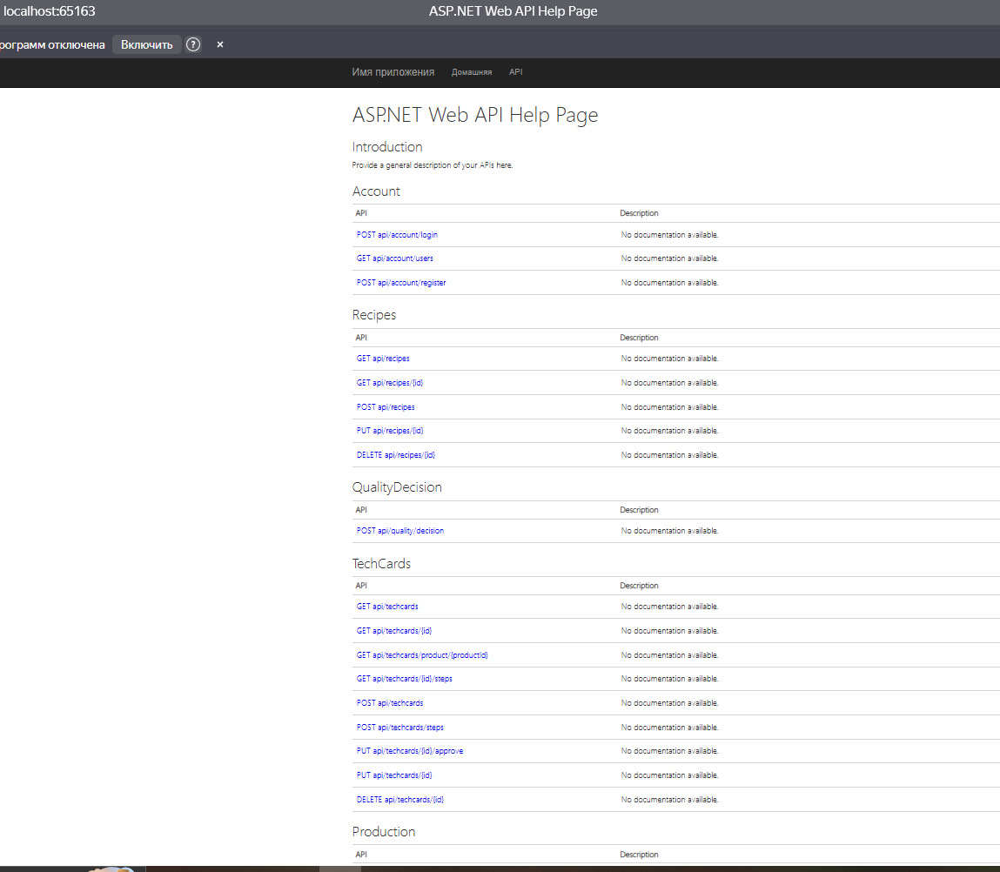 localhost:65163 ASP.NET Web API Help Page
рограмм отключена Включить ? ×
Имя приложения Домашняя API
ASP.NET Web API Help Page
Introduction
Provide a general description of your APIs here.
Account
API Description
POST api/account/login No documentation available.
GET api/account/users No documentation available.
POST api/account/register No documentation available.
Recipes
API Description
GET api/recipes No documentation available.
GET api/recipes/{id} No documentation available.
POST api/recipes No documentation available.
PUT api/recipes/{id} No documentation available.
DELETE api/recipes/{id} No documentation available.
QualityDecision
API Description
POST api/quality/decision No documentation available.
TechCards
API Description
GET api/techcards No documentation available.
GET api/techcards/{id} No documentation available.
GET api/techcards/product/{productId} No documentation available.
GET api/techcards/{id}/steps No documentation available.
POST api/techcards No documentation available.
POST api/techcards/steps No documentation available.
PUT api/techcards/{id}/approve No documentation available.
PUT api/techcards/{id} No documentation available.
DELETE api/techcards/{id} No documentation available.
Production
API Description